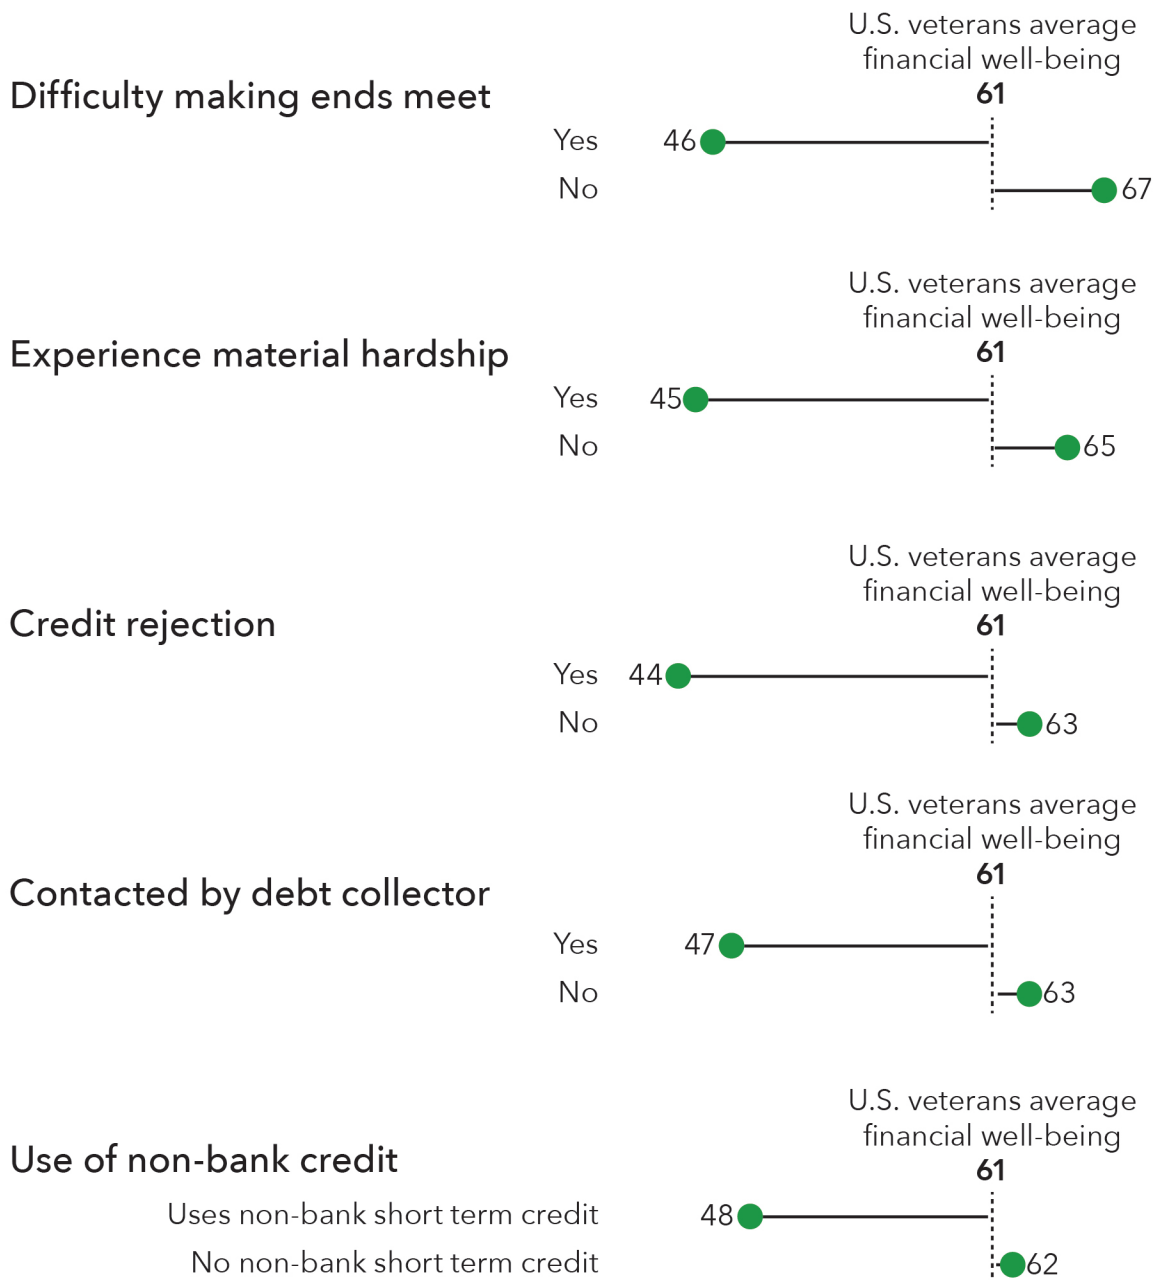 U.S. veterans average
financial well-being
61
Difficulty making ends meet
Yes 46
No 67
U.S. veterans average
financial well-being
61
Experience material hardship
Yes 45
No 65
U.S. veterans average
financial well-being
61
Credit rejection
Yes 44
No 63
U.S. veterans average
financial well-being
61
Contacted by debt collector
Yes 47
No 63
U.S. veterans average
financial well-being
61
Use of non-bank credit
Uses non-bank short term credit 48
No non-bank short term credit 62